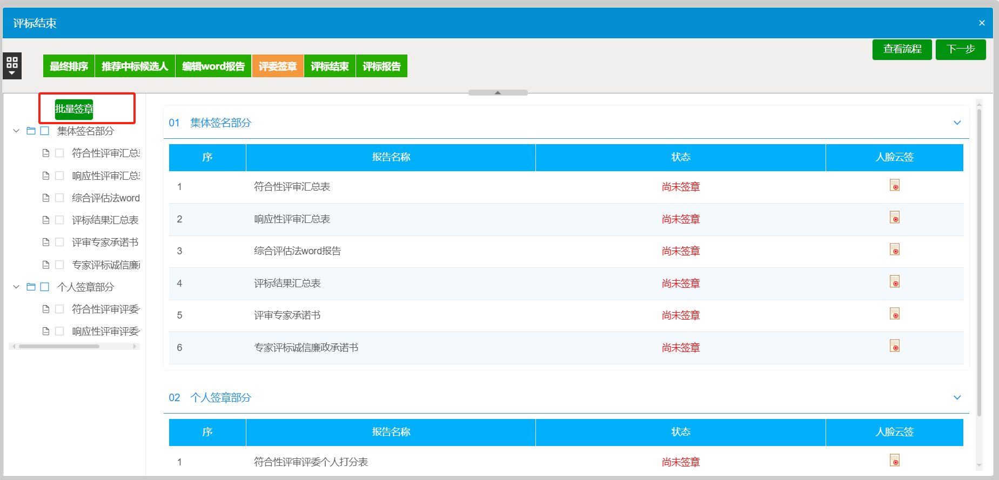 评标结束
查看流程 下一步
最终排序 推荐中标候选人 编辑word报告 评委签章 评标结束 评标报告
批量签章
集体签名部分
符合性评审汇总
响应性评审汇总
综合评估法word
评标结果汇总表
评审专家承诺书
专家评标诚信廉
个人签章部分
符合性评审评委
响应性评审评委
01 集体签名部分
序 报告名称 状态 人脸云签
1 符合性评审汇总表 尚未签章
2 响应性评审汇总表 尚未签章
3 综合评估法word报告 尚未签章
4 评标结果汇总表 尚未签章
5 评审专家承诺书 尚未签章
6 专家评标诚信廉政承诺书 尚未签章
02 个人签章部分
序 报告名称 状态 人脸云签
1 符合性评审评委个人打分表 尚未签章